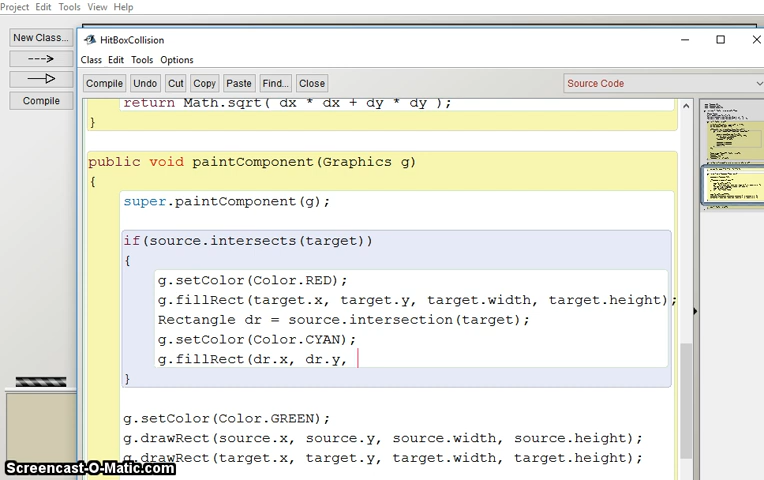 Project Edit Tools View Help
HitBoxCollision
New Class...
Class Edit Tools Options
Compile Undo Cut Copy Paste Find... Close Source Code
Compile
return Math.sqrt( dx * dx + dy * dy );
}
public void paintComponent(Graphics g)
{
super.paintComponent(g);
if(source.intersects(target))
{
g.setColor(Color.RED);
g.fillRect(target.x, target.y, target.width, target.height);
Rectangle dr = source.intersection(target);
g.setColor(Color.CYAN);
g.fillRect(dr.x, dr.y,
}
g.setColor(Color.GREEN);
g.drawRect(source.x, source.y, source.width, source.height);
g.drawRect(target.x, target.y, target.width, target.height);
Screencast-O-Matic.com